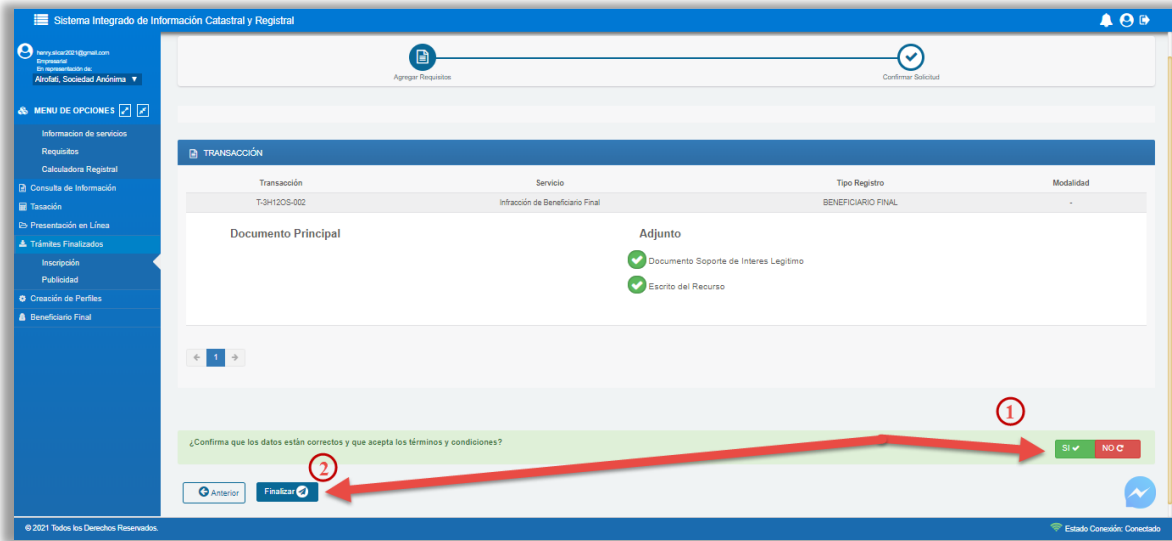 Sistema Integrado de Información Catastral y Registral
henry.alicar2021@gmail.com
Empresarial
En representación de:
Alrofati, Sociedad Anónima ▼
MENU DE OPCIONES
Informacion de servicios
Requisitos
Calculadora Registral
Consulta de Información
Tasación
Presentación en Línea
Trámites Finalizados
Inscripción
Publicidad
Creación de Perfiles
Beneficiario Final
Agregar Requisitos
Confirmar Solicitud
TRANSACCIÓN
Transacción Servicio Tipo Registro Modalidad
T-3H12OS-002 Infracción de Beneficiario Final BENEFICIARIO FINAL -
Documento Principal
Adjunto
Documento Soporte de Interes Legitimo
Escrito del Recurso
← 1 →
1
¿Confirma que los datos están correctos y que acepta los términos y condiciones?
SI NO
2
Anterior Finalizar
© 2021 Todos los Derechos Reservados.
Estado Conexión: Conectado